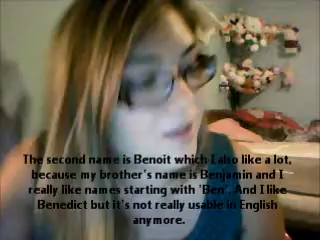 The second name is Benoit which I also like a lot,
because my brother's name is Benjamin and I
really like names starting with 'Ben'. And I like
Benedict but it's not really usable in English
anymore.